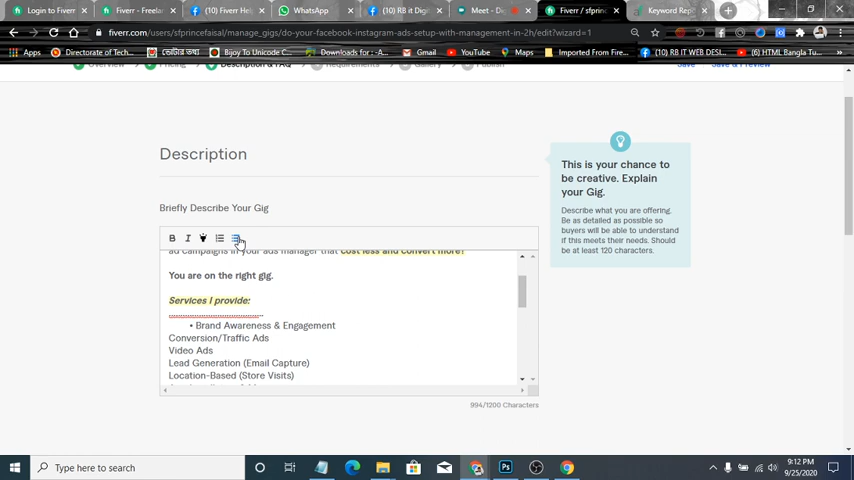 Login to Fiverr
Fiverr - Freelan
(10) Fiverr Help
WhatsApp
(10) RB it Digit
Meet -
Fiverr / sfprince
Keyword Rep
fiverr.com/users/sfprincefaisal/manage_gigs/do-your-facebook-instagram-ads-setup-with-management-in-2h/edit?wizard=1
Apps
Directorate of Tech...
ভোটার তথ্য
Bijoy To Unicode C...
Downloads for : .:A...
Gmail
YouTube
Maps
Imported From Fire...
(10) RB IT WEB DESI...
(6) HTML Bangla Tu...
Overview
Pricing
Description & FAQ
Requirements
Gallery
Publish
Save
Save & Preview
Description
Briefly Describe Your Gig
B I
ad campaigns in your ads manager that cost less and convert more?
You are on the right gig.
Services I provide:
• Brand Awareness & Engagement
Conversion/Traffic Ads
Video Ads
Lead Generation (Email Capture)
Location-Based (Store Visits)
994/1200 Characters
This is your chance to
be creative. Explain
your Gig.
Describe what you are offering.
Be as detailed as possible so
buyers will be able to understand
if this meets their needs. Should
be at least 120 characters.
Type here to search
9:12 PM
9/25/2020